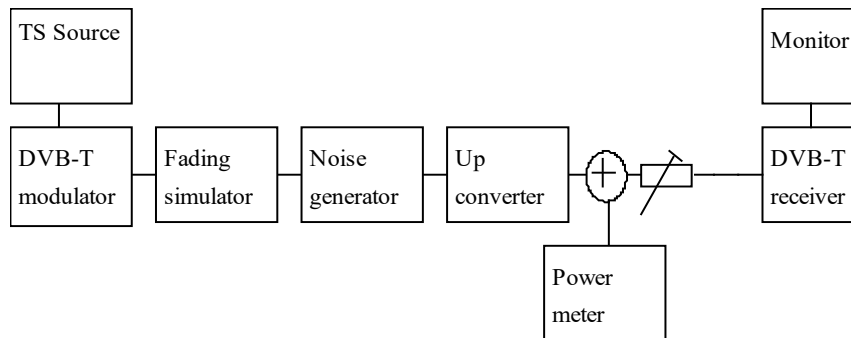 TS Source
Monitor
DVB-T
modulator
Fading
simulator
Noise
generator
Up
converter
DVB-T
receiver
Power
meter